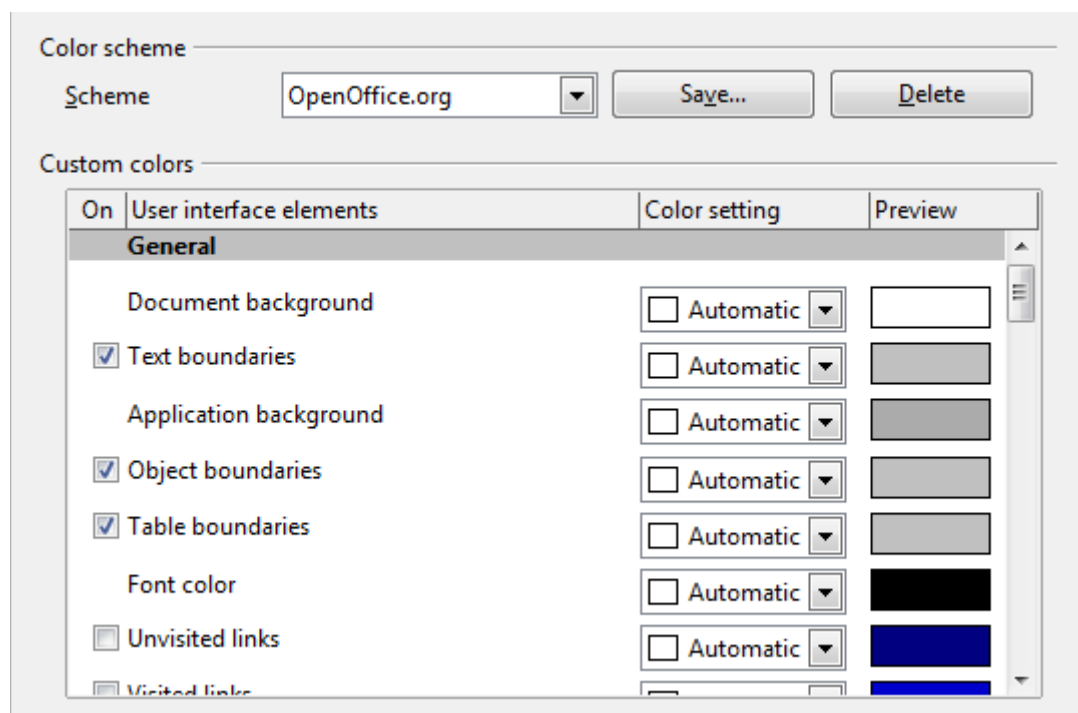 Color scheme
Scheme OpenOffice.org Save... Delete
Custom colors
On User interface elements Color setting Preview
General
Document background Automatic
Text boundaries Automatic
Application background Automatic
Object boundaries Automatic
Table boundaries Automatic
Font color Automatic
Unvisited links Automatic
Visited links